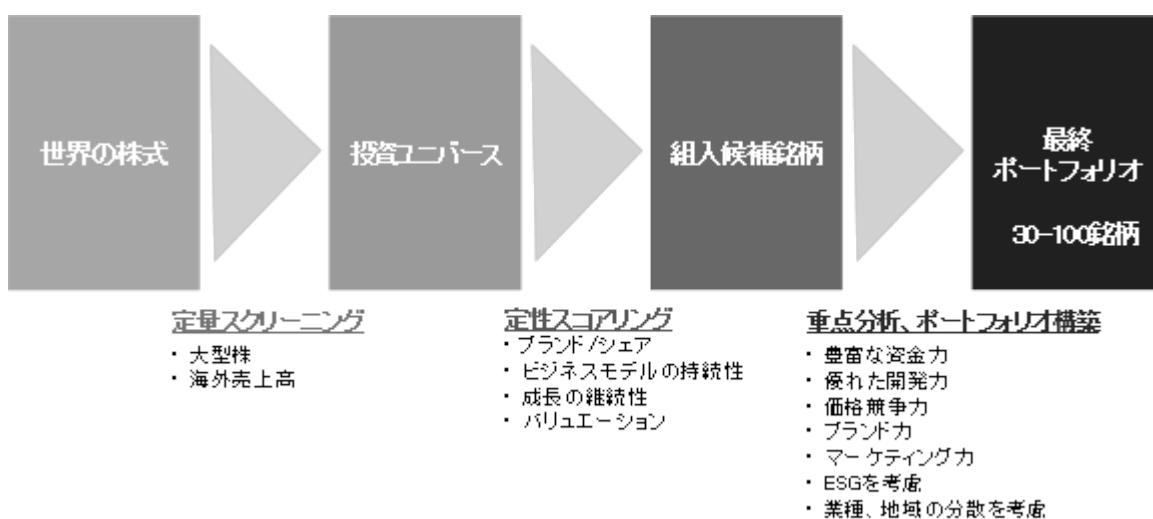 世界の株式
投資ユニバース
組入候補銘柄
最終
ポートフォリオ
30-100銘柄
定量スクリーニング
・ 大型株
・ 海外売上高
定性スコアリング
・ ブランド/シェア
・ ビジネスモデルの持続性
・ 成長の継続性
・ バリュエーション
重点分析、ポートフォリオ構築
・ 豊富な資金力
・ 優れた開発力
・ 価格競争力
・ ブランド力
・ マーケティング力
・ ESGを考慮
・ 業種、地域の分散を考慮